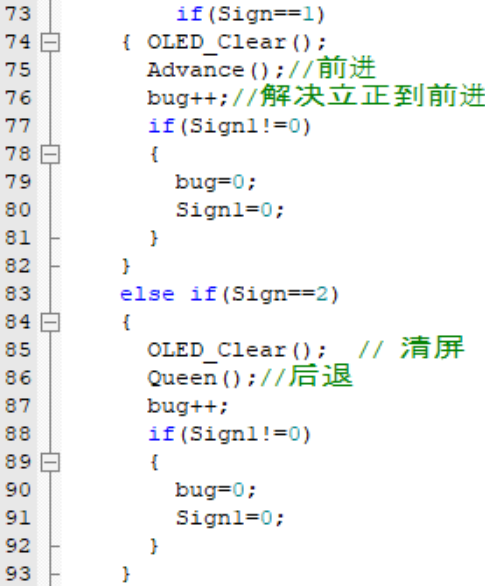 73 if(Sign==1)
74 { OLED_Clear();
75 Advance();//前进
76 bug++;//解决立正到前进
77 if(Sign1!=0)
78 {
79 bug=0;
80 Sign1=0;
81 }
82 }
83 else if(Sign==2)
84 {
85 OLED_Clear(); // 清屏
86 Queen();//后退
87 bug++;
88 if(Sign1!=0)
89 {
90 bug=0;
91 Sign1=0;
92 }
93 }